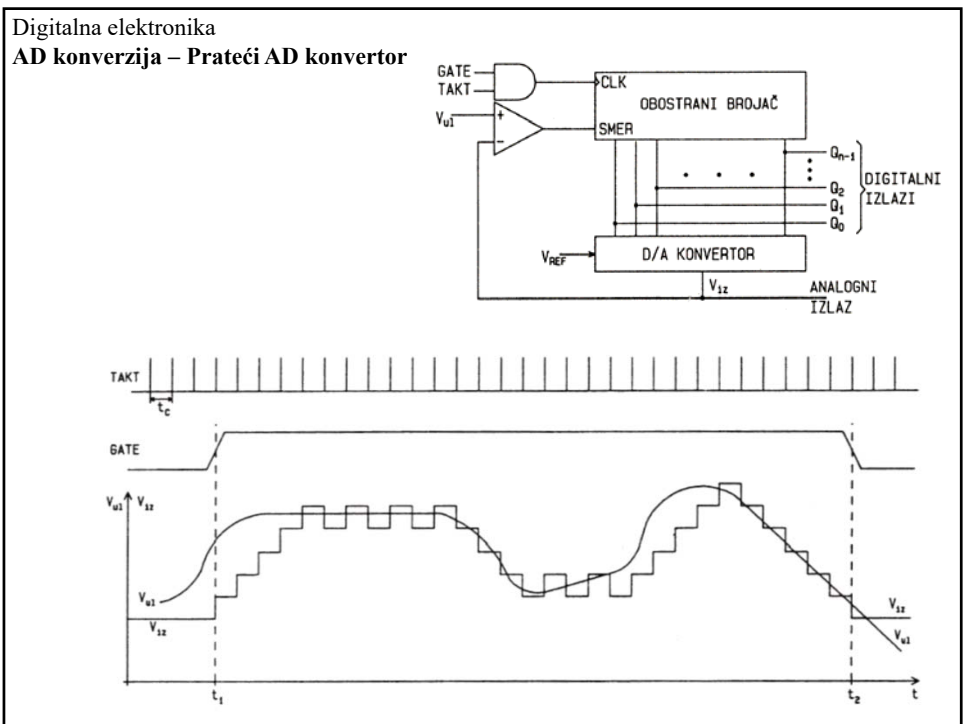 Digitalna elektronika
AD konverzija – Prateći AD konvertor
GATE
TAKT
CLK
OBOSTRANI BROJAČ
Vul
+
−
SMER
Qn-1
Q2
Q1
Q0
DIGITALNI
IZLAZI
VREF
D/A KONVERTOR
Viz
ANALOGNI
IZLAZ
TAKT
tc
GATE
Vul Viz
Vul
Viz
Viz
Vul
t1
t2
t